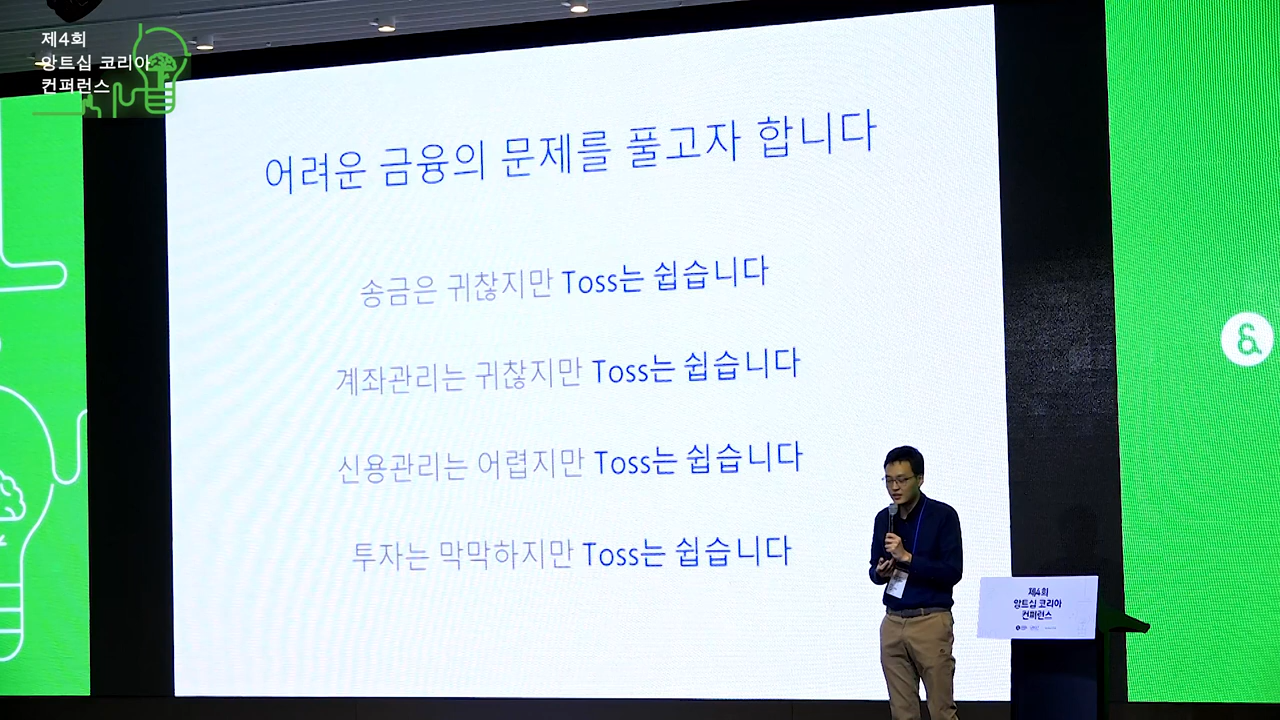 제4회
앙트십 코리아
컨퍼런스
어려운 금융의 문제를 풀고자 합니다
송금은 귀찮지만 Toss는 쉽습니다
계좌관리는 귀찮지만 Toss는 쉽습니다
신용관리는 어렵지만 Toss는 쉽습니다
투자는 막막하지만 Toss는 쉽습니다
&
제4회
앙트십 코리아
컨퍼런스